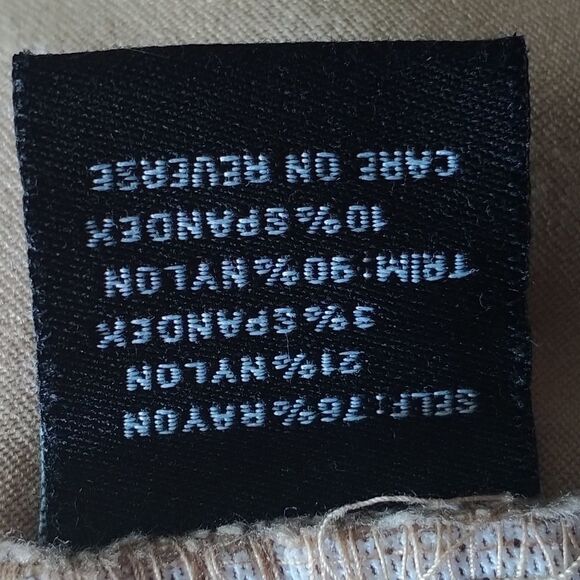 SELF:76%RAYON
21%NYLON
3%SPANDEX
TRIM:90%NYLON
10%SPANDEX
CARE ON REVERSE